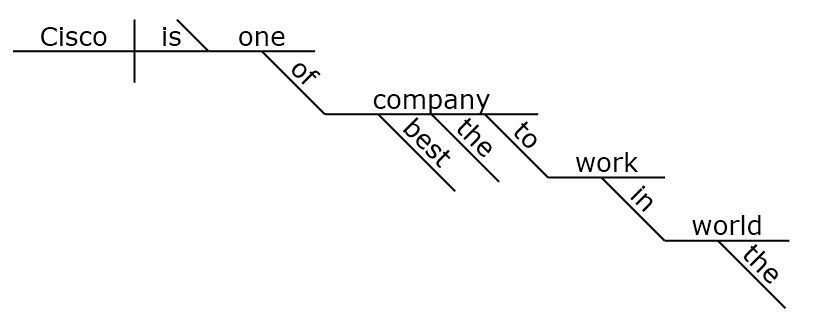 Cisco is one
of
company
best the to
work
in
world
the